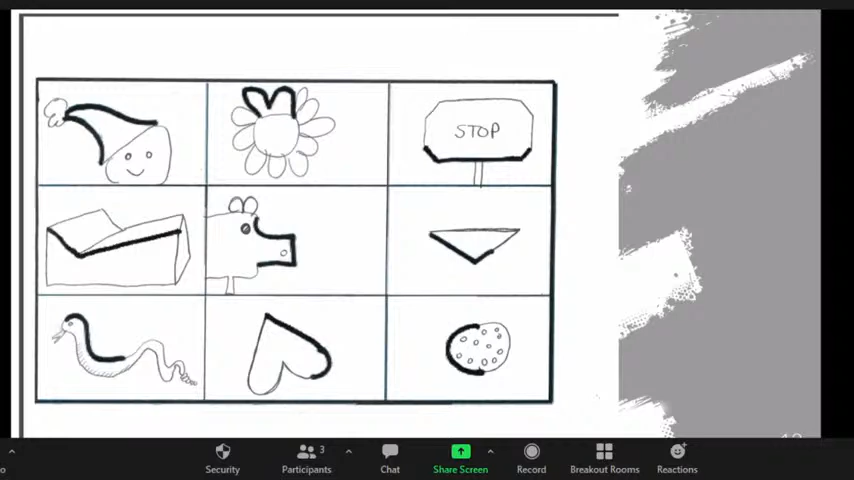 STOP
3
Security
Participants
Chat
Share Screen
Record
Breakout Rooms
Reactions